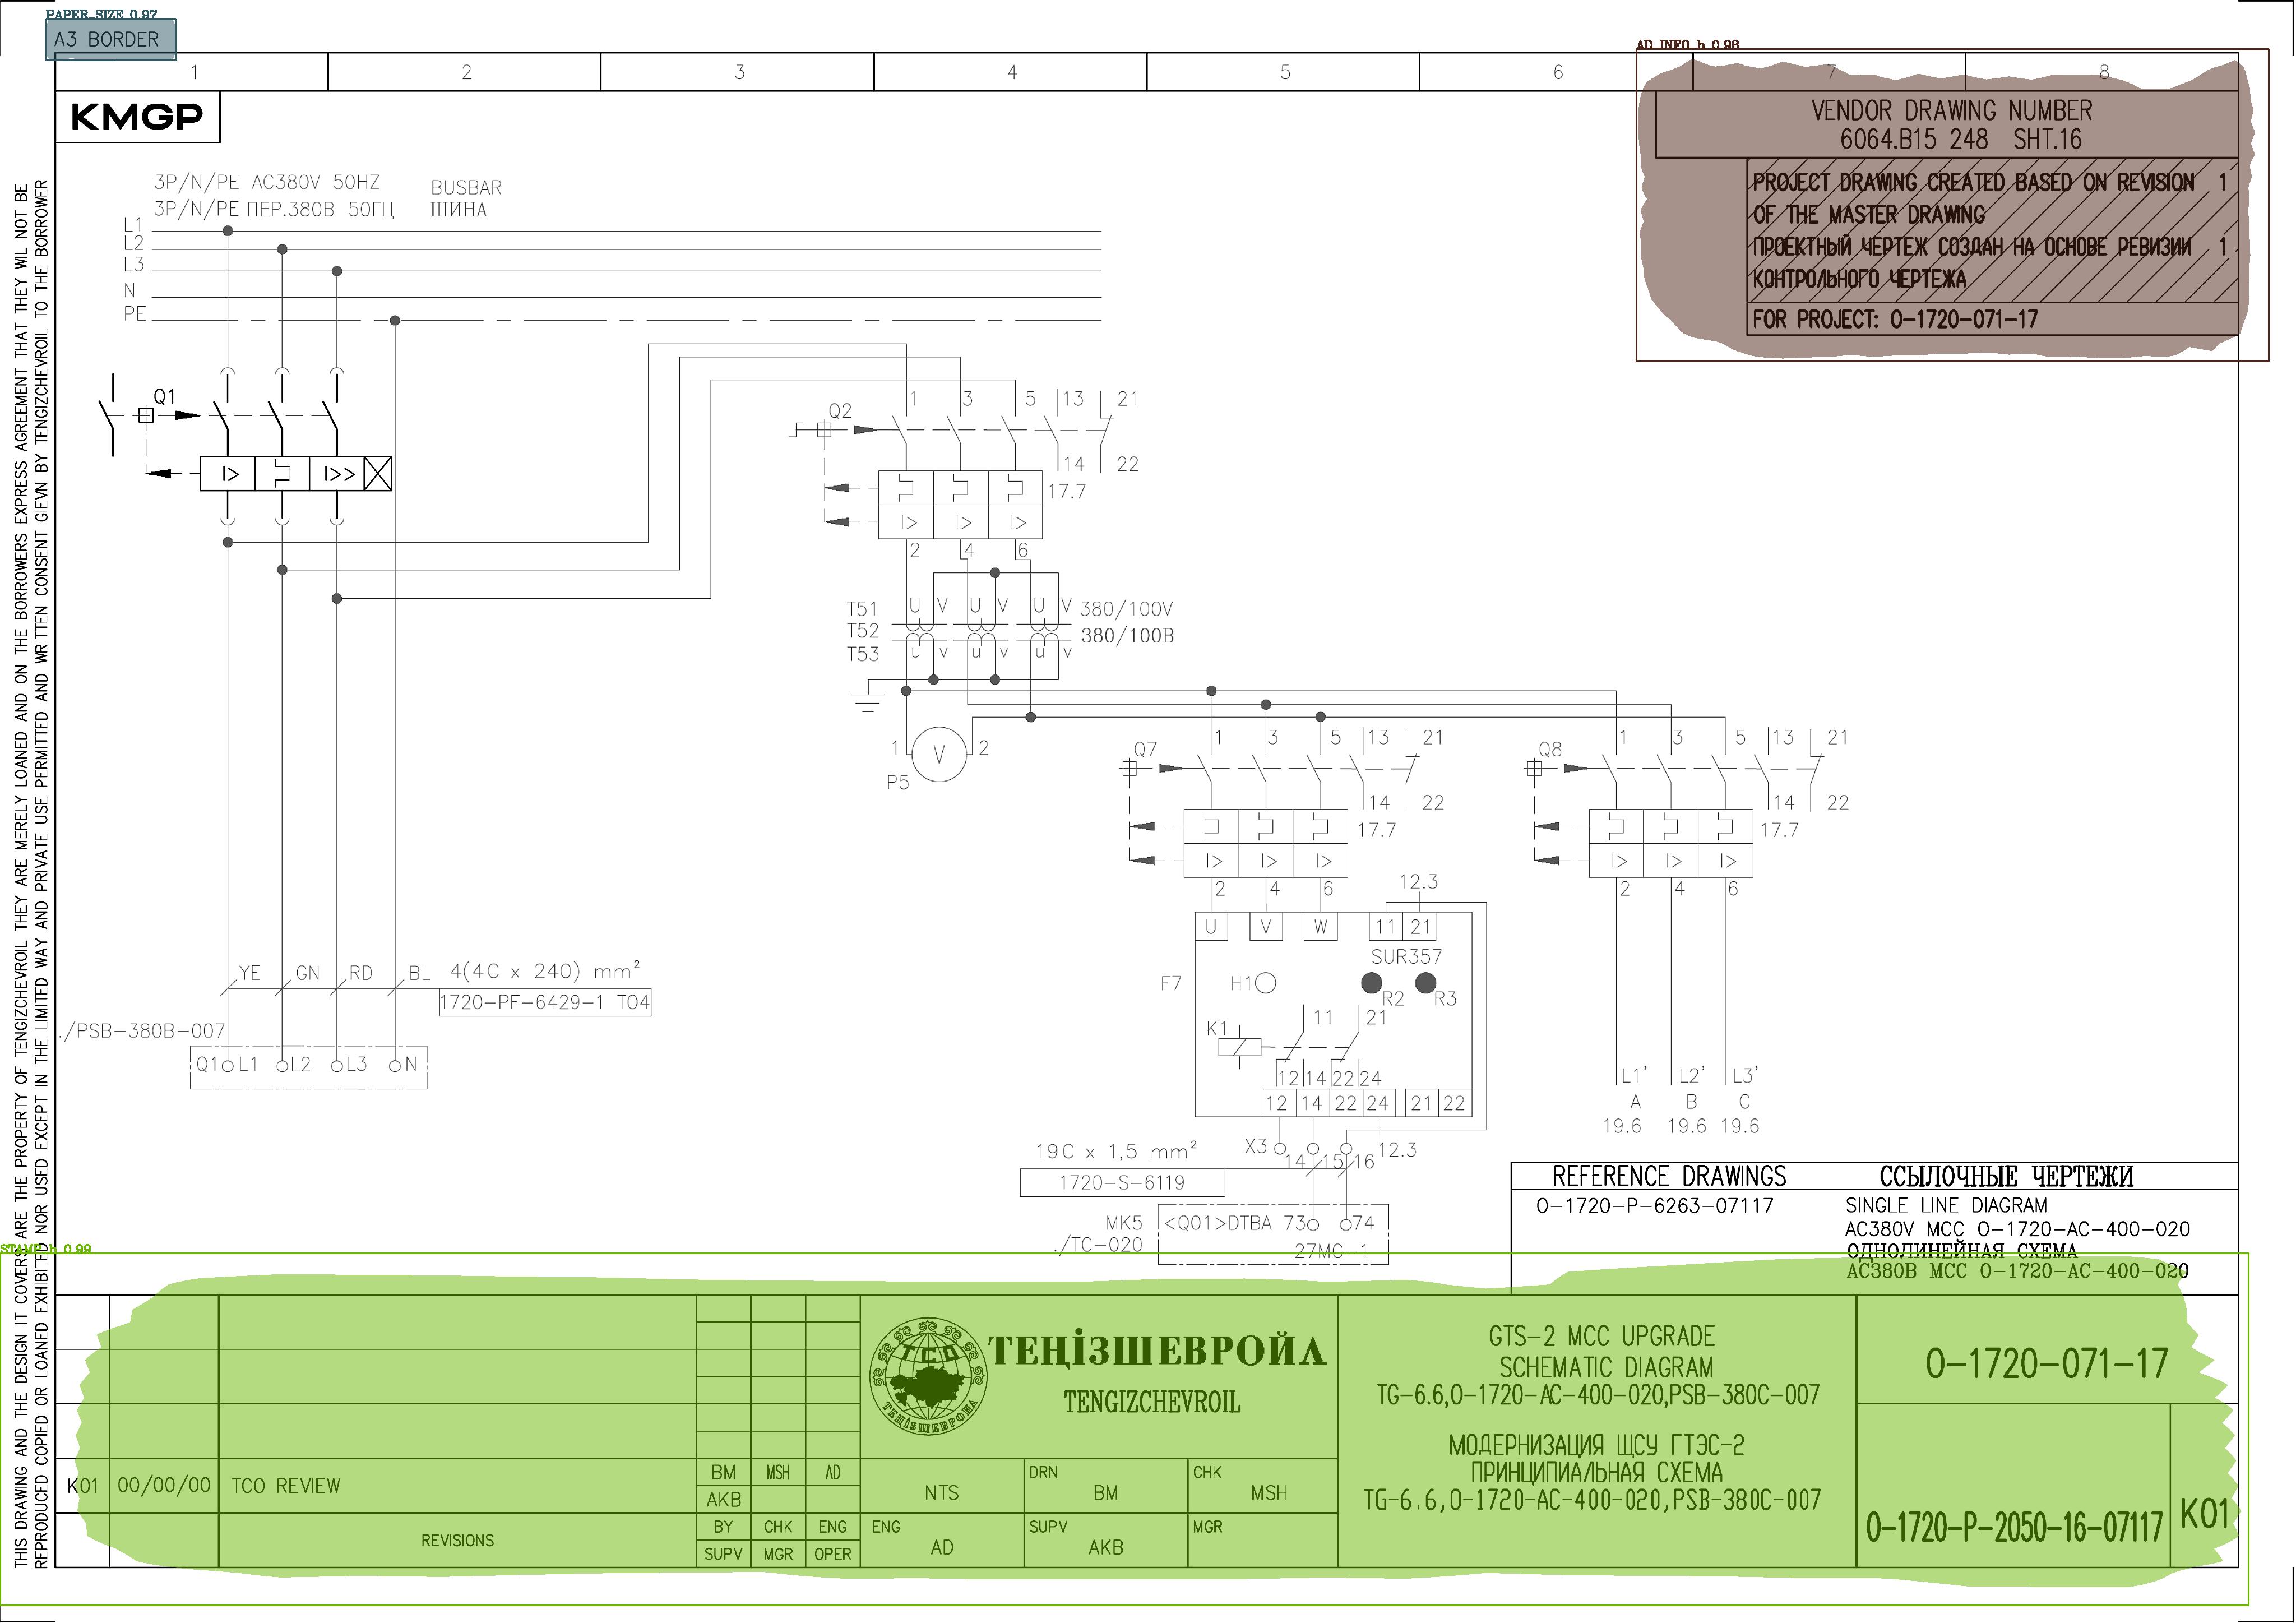 PAPER_SIZE 0.97
A3 BORDER
AD_INFO_h 0.98
1 2 3 4 5 6 7 8
KMGP
VENDOR DRAWING NUMBER
6064.B15 248 SHT.16
PROJECT DRAWING CREATED BASED ON REVISION 1
OF THE MASTER DRAWING
ПРОЕКТНЫЙ ЧЕРТЕЖ СОЗДАН НА ОСНОВЕ РЕВИЗИИ 1
КОНТРОЛЬНОГО ЧЕРТЕЖА
FOR PROJECT: O-1720-071-17
3P/N/PE AC380V 50HZ BUSBAR
3P/N/PE ПЕР.380В 50ГЦ ШИНА
L1
L2
L3
N
PE
Q1
I> I>>
Q2
1 3 5 13 21
14 22
17.7
I> I> I>
2 4 6
T51 U V U V U V 380/100V
T52 380/100В
T53 u v u v u v
1 V 2
P5
Q7
1 3 5 13 21
14 22
17.7
I> I> I>
2 4 6
12.3
Q8
1 3 5 13 21
14 22
17.7
I> I> I>
2 4 6
U V W 11 21
SUR357
F7 H1 R2 R3
K1 11 21
12 14 22 24
12 14 22 24 21 22
X3 14 15 16 12.3
19C x 1,5 mm²
1720-S-6119
MK5 <Q01>DTBA 73 74
./TC-020 27MC-1
L1' L2' L3'
A B C
19.6 19.6 19.6
YE GN RD BL 4(4C x 240) mm²
1720-PF-6429-1 T04
./PSB-380B-007
Q1 L1 L2 L3 N
REFERENCE DRAWINGS ССЫЛОЧНЫЕ ЧЕРТЕЖИ
O-1720-P-6263-07117 SINGLE LINE DIAGRAM
AC380V MCC O-1720-AC-400-020
ОДНОЛИНЕЙНАЯ СХЕМА
АС380В МСС O-1720-AC-400-020
THIS DRAWING AND THE DESIGN IT COVERS ARE THE PROPERTY OF TENGIZCHEVROIL THEY ARE MERELY LOANED AND ON THE BORROWERS EXPRESS AGREEMENT THAT THEY WIL NOT BE
REPRODUCED COPIED OR LOANED EXHIBITED NOR USED EXCEPT IN THE LIMITED WAY AND PRIVATE USE PERMITTED AND WRITTEN CONSENT GIEVN BY TENGIZCHEVROIL TO THE BORROWER
STAMP_h 0.99
K01 00/00/00 TCO REVIEW BM MSH AD
AKB
REVISIONS BY CHK ENG
SUPV MGR OPER
ТСО
ТЕҢІЗШЕВРОЙЛ
ТЕҢІЗШЕВРОЙЛ
TENGIZCHEVROIL
NTS DRN BM CHK MSH
ENG AD SUPV AKB MGR
GTS-2 MCC UPGRADE
SCHEMATIC DIAGRAM
TG-6.6,O-1720-AC-400-020,PSB-380C-007
МОДЕРНИЗАЦИЯ ЩСУ ГТЭС-2
ПРИНЦИПИАЛЬНАЯ СХЕМА
TG-6.6,O-1720-AC-400-020,PSB-380C-007
O-1720-071-17
O-1720-P-2050-16-07117 K01